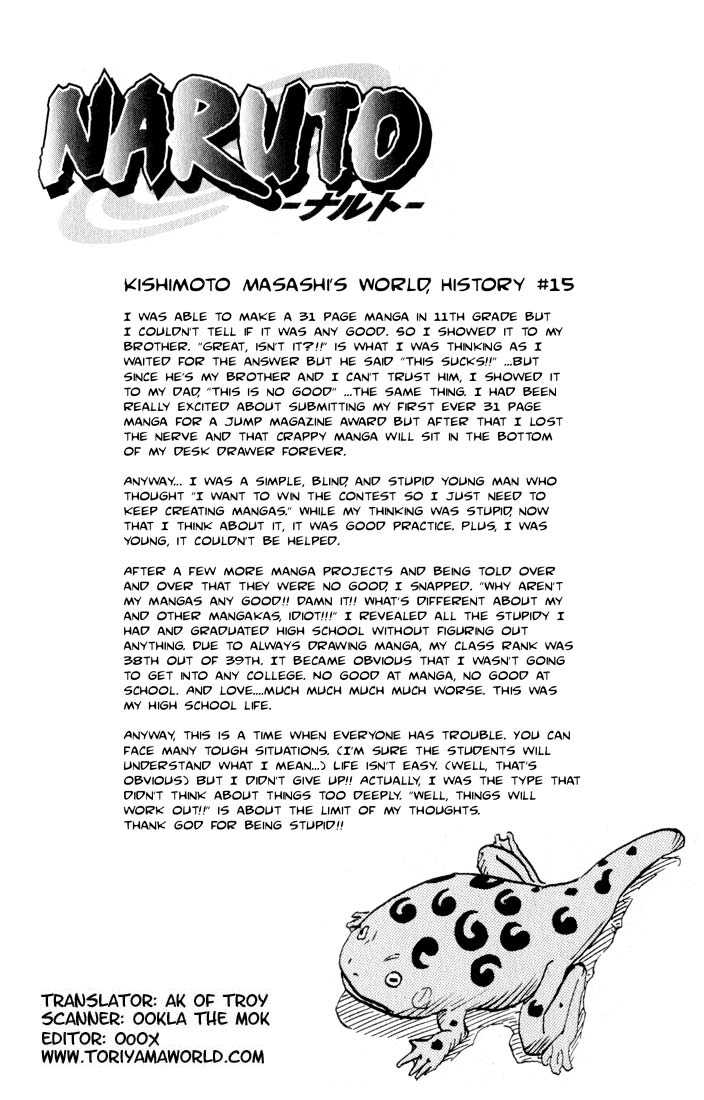 NARUTO
-ナルト-
KISHIMOTO MASASHI'S WORLD, HISTORY #15
I WAS ABLE TO MAKE A 31 PAGE MANGA IN 11TH GRADE BUT
I COULDN'T TELL IF IT WAS ANY GOOD. SO I SHOWED IT TO MY
BROTHER. "GREAT, ISN'T IT?!!" IS WHAT I WAS THINKING AS I
WAITED FOR THE ANSWER BUT HE SAID "THIS SUCKS!!" ...BUT
SINCE HE'S MY BROTHER AND I CAN'T TRUST HIM, I SHOWED IT
TO MY DAD, "THIS IS NO GOOD" ...THE SAME THING. I HAD BEEN
REALLY EXCITED ABOUT SUBMITTING MY FIRST EVER 31 PAGE
MANGA FOR A JUMP MAGAZINE AWARD BUT AFTER THAT I LOST
THE NERVE AND THAT CRAPPY MANGA WILL SIT IN THE BOTTOM
OF MY DESK DRAWER FOREVER.
ANYWAY... I WAS A SIMPLE, BLIND, AND STUPID YOUNG MAN WHO
THOUGHT "I WANT TO WIN THE CONTEST SO I JUST NEED TO
KEEP CREATING MANGAS." WHILE MY THINKING WAS STUPID, NOW
THAT I THINK ABOUT IT, IT WAS GOOD PRACTICE. PLUS, I WAS
YOUNG, IT COULDN'T BE HELPED.
AFTER A FEW MORE MANGA PROJECTS AND BEING TOLD OVER
AND OVER THAT THEY WERE NO GOOD, I SNAPPED. "WHY AREN'T
MY MANGAS ANY GOOD!! DAMN IT!! WHAT'S DIFFERENT ABOUT MY
AND OTHER MANGAKAS, IDIOT!!!" I REVEALED ALL THE STUPIDY I
HAD AND GRADUATED HIGH SCHOOL WITHOUT FIGURING OUT
ANYTHING. DUE TO ALWAYS DRAWING MANGA, MY CLASS RANK WAS
38TH OUT OF 39TH. IT BECAME OBVIOUS THAT I WASN'T GOING
TO GET INTO ANY COLLEGE. NO GOOD AT MANGA, NO GOOD AT
SCHOOL. AND LOVE....MUCH MUCH MUCH MUCH WORSE. THIS WAS
MY HIGH SCHOOL LIFE.
ANYWAY, THIS IS A TIME WHEN EVERYONE HAS TROUBLE. YOU CAN
FACE MANY TOUGH SITUATIONS. (I'M SURE THE STUDENTS WILL
UNDERSTAND WHAT I MEAN...) LIFE ISN'T EASY. (WELL, THAT'S
OBVIOUS) BUT I DIDN'T GIVE UP!! ACTUALLY, I WAS THE TYPE THAT
DIDN'T THINK ABOUT THINGS TOO DEEPLY. "WELL, THINGS WILL
WORK OUT!!" IS ABOUT THE LIMIT OF MY THOUGHTS.
THANK GOD FOR BEING STUPID!!
TRANSLATOR: AK OF TROY
SCANNER: OOKLA THE MOK
EDITOR: OOOX
WWW.TORIYAMAWORLD.COM